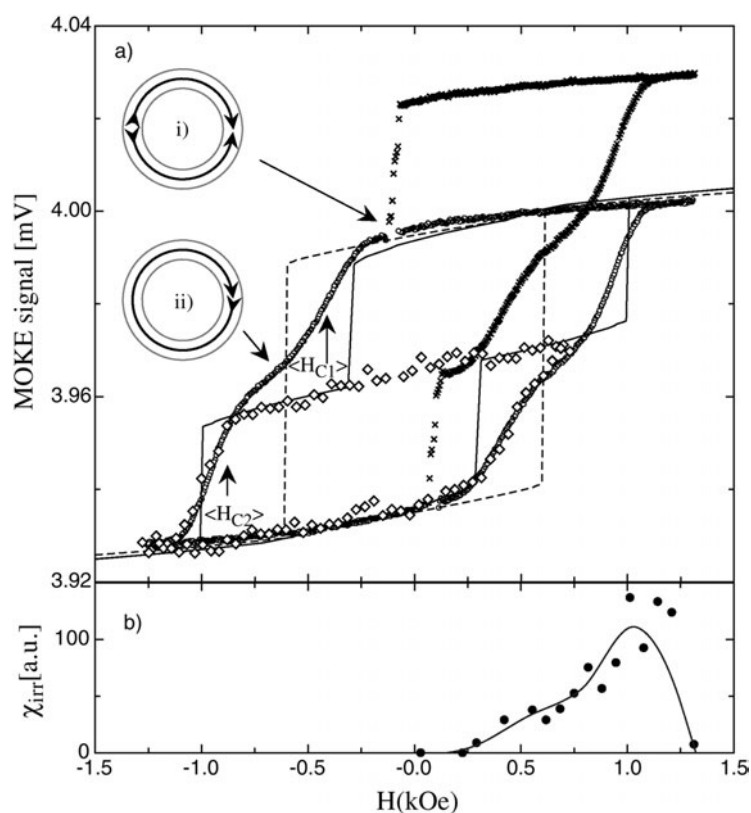 4.04
a)
i)
4.00
ii)
<H_C1>
3.96
<H_C2>
3.92
MOKE signal [mV]
b)
100
0
χ_irr[a.u.]
-1.5 -1.0 -0.5 -0.0 0.5 1.0 1.5
H(kOe)